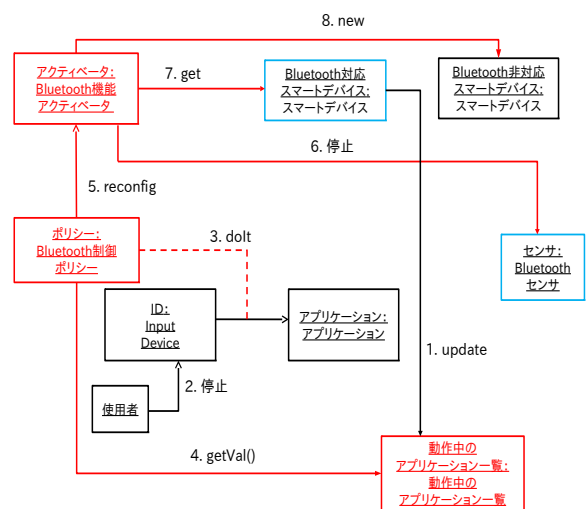 8. new
アクティベータ:
Bluetooth機能
アクティベータ
7. get
Bluetooth対応
スマートデバイス:
スマートデバイス
Bluetooth非対応
スマートデバイス:
スマートデバイス
6. 停止
5. reconfig
ポリシー:
Bluetooth制御
ポリシー
3. doIt
センサ:
Bluetooth
センサ
ID:
Input
Device
アプリケーション:
アプリケーション
1. update
2. 停止
使用者
4. getVal()
動作中の
アプリケーション一覧:
動作中の
アプリケーション一覧